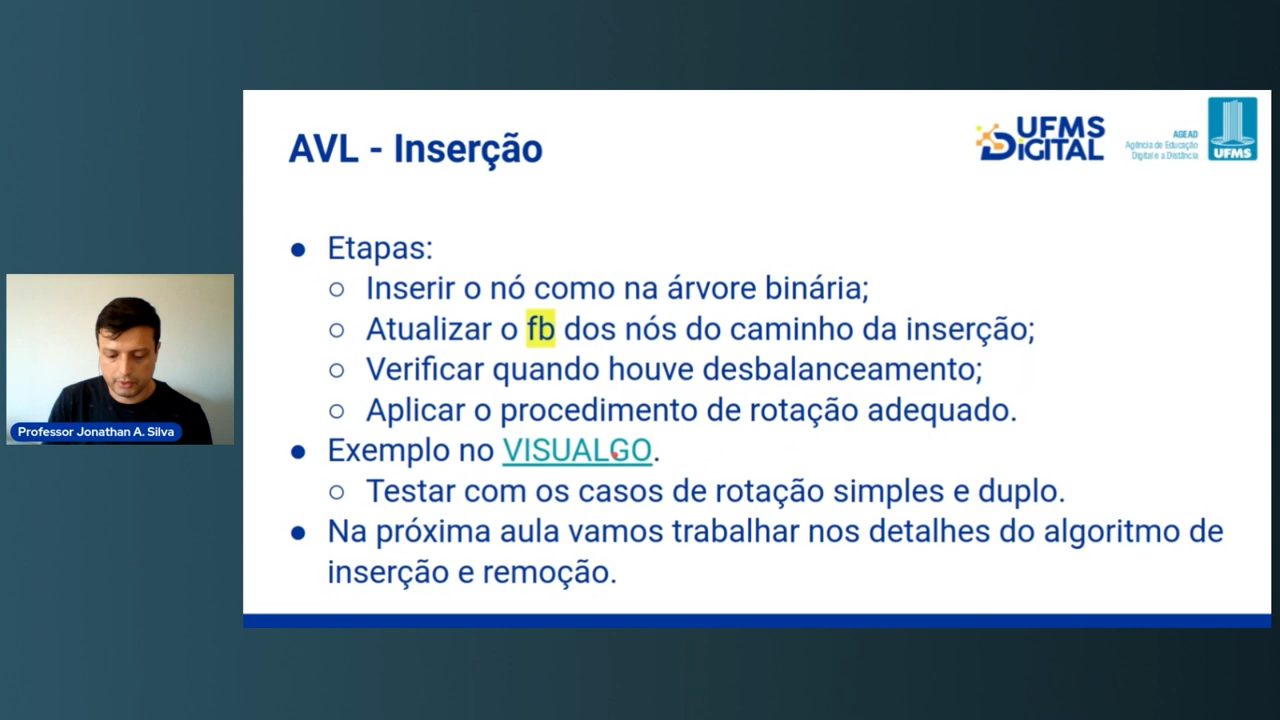 AVL - Inserção
UFMS
DIGITAL
AGEAD
Agência de Educação
Digital e a Distância
UFMS
● Etapas:
○ Inserir o nó como na árvore binária;
○ Atualizar o fb dos nós do caminho da inserção;
○ Verificar quando houve desbalanceamento;
○ Aplicar o procedimento de rotação adequado.
● Exemplo no VISUALGO.
○ Testar com os casos de rotação simples e duplo.
● Na próxima aula vamos trabalhar nos detalhes do algoritmo de
inserção e remoção.
Professor Jonathan A. Silva